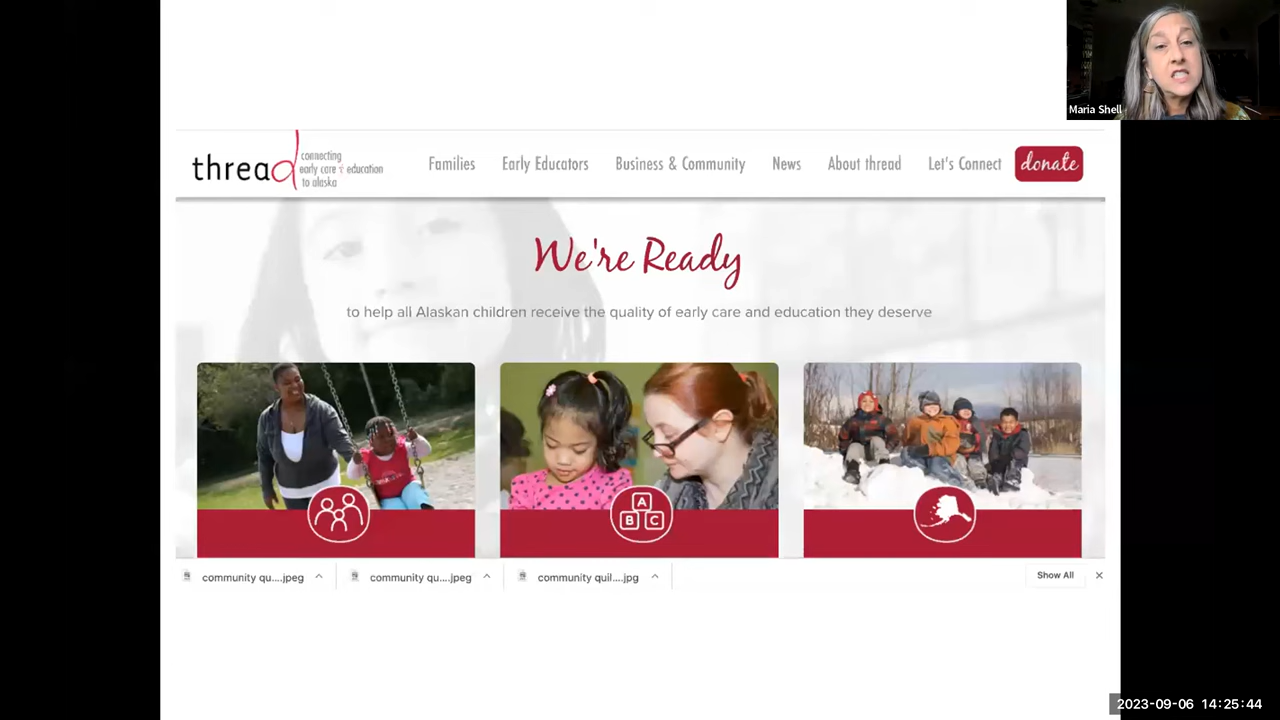 Maria Shell
thread
connecting
early care & education
to alaska
Families
Early Educators
Business & Community
News
About thread
Let's Connect
donate
We're Ready
to help all Alaskan children receive the quality of early care and education they deserve
A
B C
community qu....jpeg
community qu....jpeg
community quil....jpg
Show All
2023-09-06 14:25:44